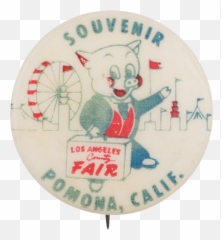 SOUVENIR
LOS ANGELES
County
FAIR
POMONA, CALIF.